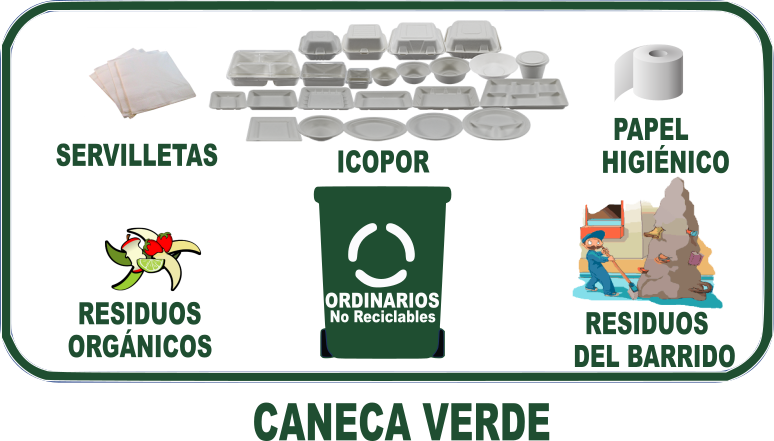 SERVILLETAS
ICOPOR
PAPEL
HIGIÉNICO
RESIDUOS
ORGÁNICOS
ORDINARIOS
No Reciclables
RESIDUOS
DEL BARRIDO
CANECA VERDE